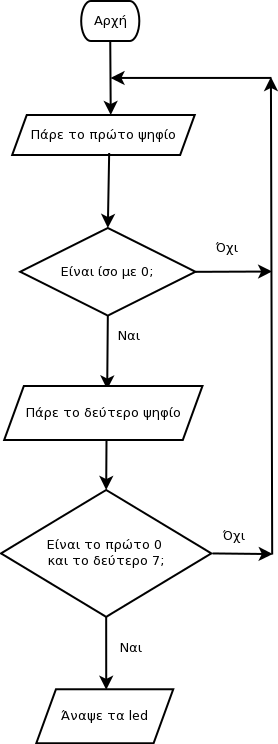 Αρχή
Πάρε το πρώτο ψηφίο
Όχι
Είναι ίσο με 0;
Ναι
Πάρε το δεύτερο ψηφίο
Όχι
Είναι το πρώτο 0
και το δεύτερο 7;
Ναι
Άναψε τα led